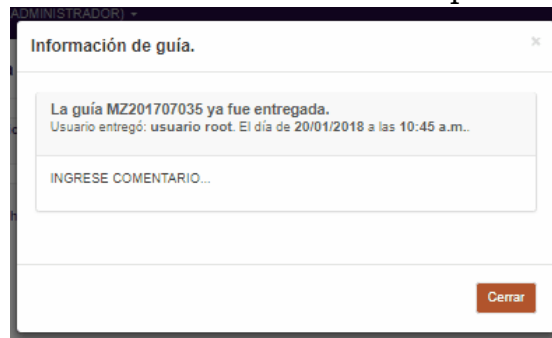 ADMINISTRADOR)
Información de guía.
×
La guía MZ201707035 ya fue entregada.
Usuario entregó: usuario root. El día de 20/01/2018 a las 10:45 a.m..
INGRESE COMENTARIO...
Cerrar